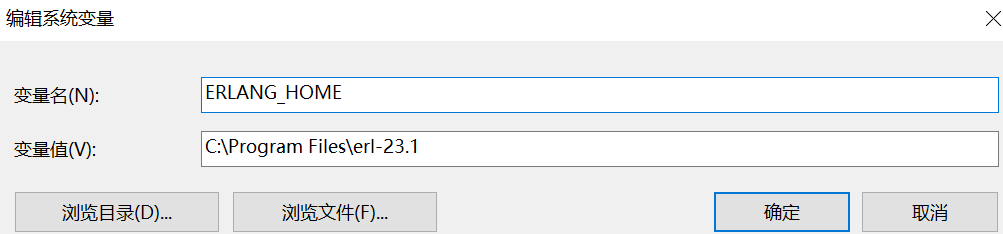 编辑系统变量
变量名(N):
ERLANG_HOME
变量值(V):
C:\Program Files\erl-23.1
浏览目录(D)...
浏览文件(F)...
确定
取消